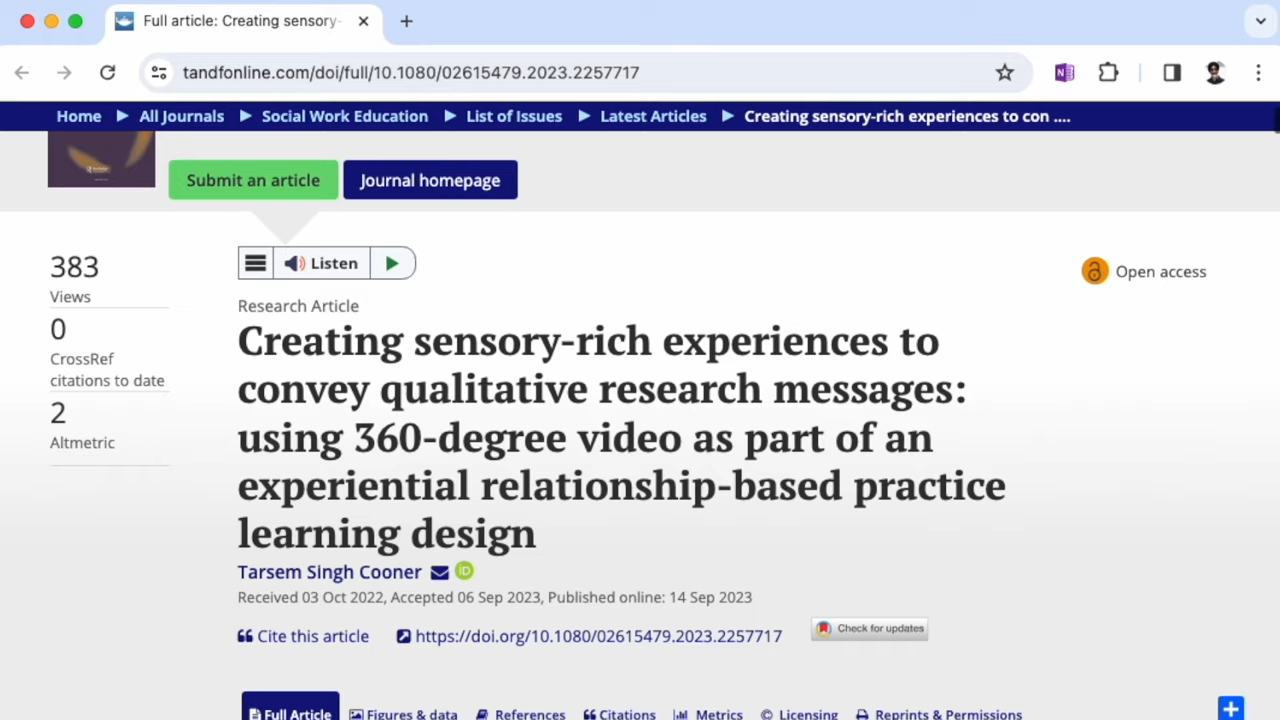 Full article: Creating sensory-
tandfonline.com/doi/full/10.1080/02615479.2023.2257717
Home ▶ All Journals ▶ Social Work Education ▶ List of Issues ▶ Latest Articles ▶ Creating sensory-rich experiences to con ....
Submit an article Journal homepage
383
Views
0
CrossRef
citations to date
2
Altmetric
Listen
Open access
Research Article
Creating sensory-rich experiences to
convey qualitative research messages:
using 360-degree video as part of an
experiential relationship-based practice
learning design
Tarsem Singh Cooner iD
Received 03 Oct 2022, Accepted 06 Sep 2023, Published online: 14 Sep 2023
Cite this article https://doi.org/10.1080/02615479.2023.2257717 Check for updates
Full Article Figures & data References Citations Metrics Licensing Reprints & Permissions